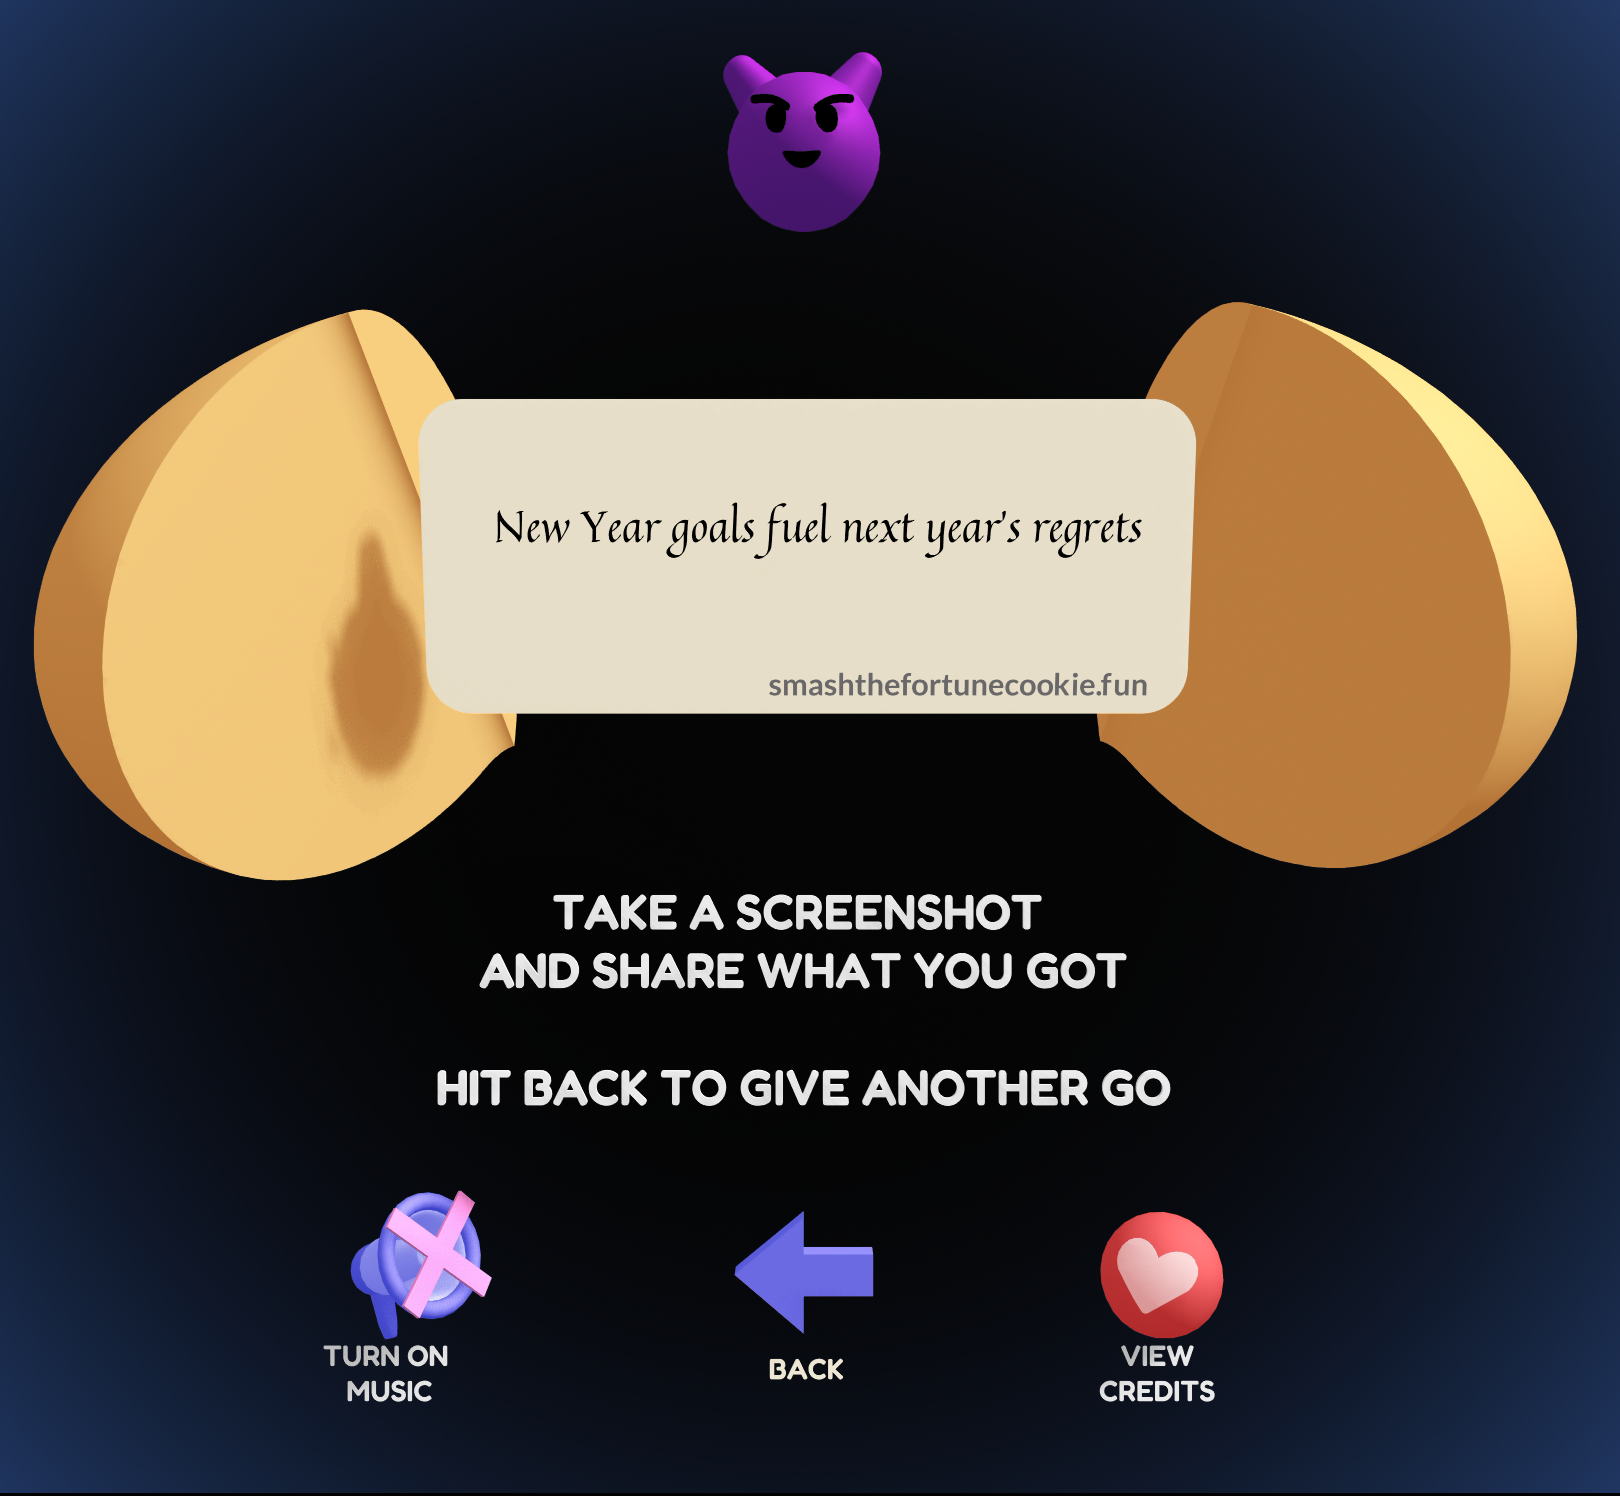 New Year goals fuel next year's regrets
smashthefortunecookie.fun
TAKE A SCREENSHOT
AND SHARE WHAT YOU GOT
HIT BACK TO GIVE ANOTHER GO
TURN ON
MUSIC
BACK
VIEW
CREDITS